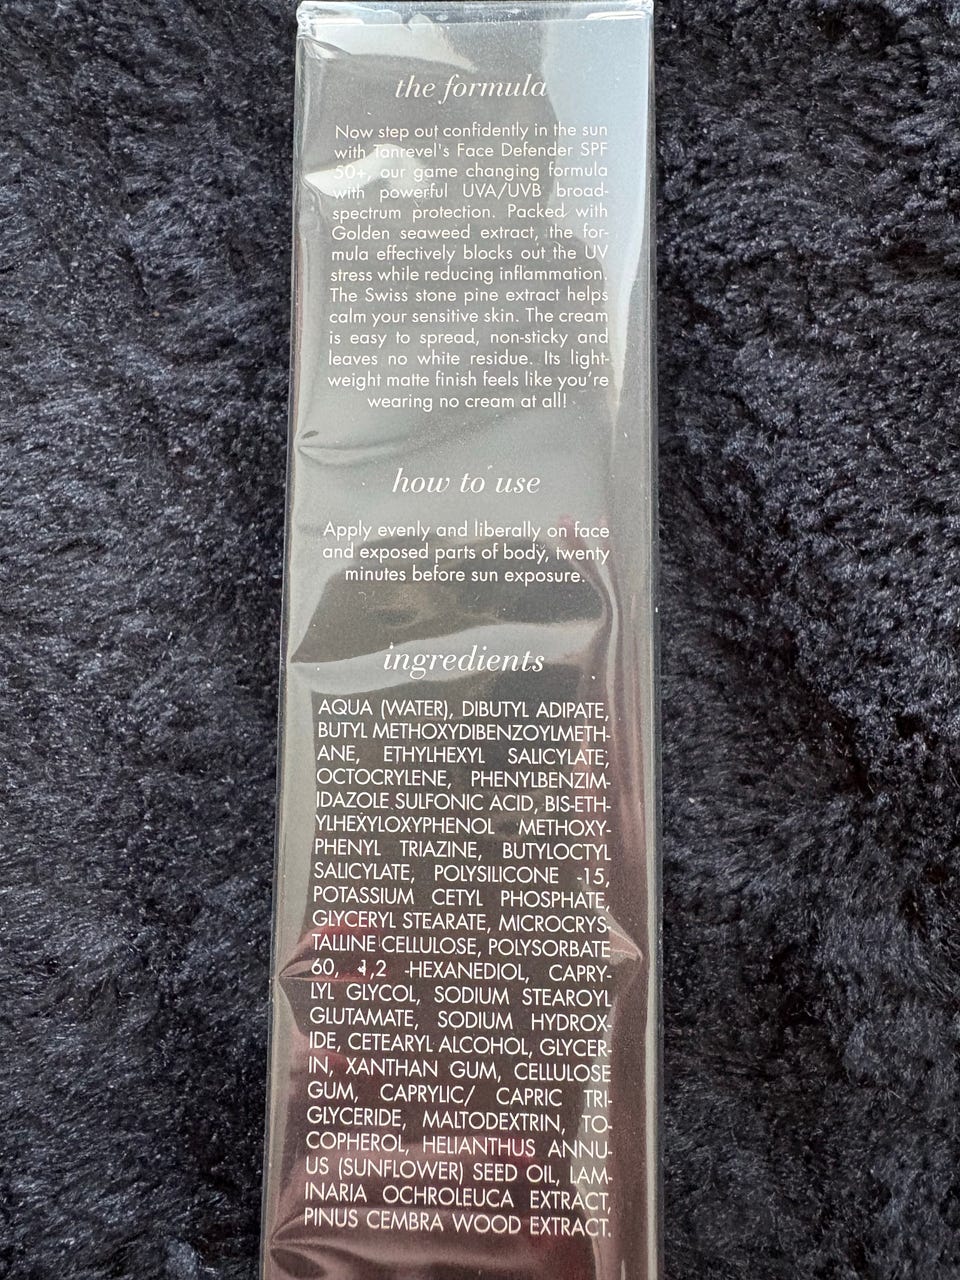 the formula
Now step out confidently in the sun
with Tanrevel's Face Defender SPF
50+, our game changing formula
with powerful UVA/UVB broad-
spectrum protection. Packed with
Golden seaweed extract, the for-
mula effectively blocks out the UV
stress while reducing inflammation.
The Swiss stone pine extract helps
calm your sensitive skin. The cream
is easy to spread, non-sticky and
leaves no white residue. Its light-
weight matte finish feels like you're
wearing no cream at all!
how to use
Apply evenly and liberally on face
and exposed parts of body, twenty
minutes before sun exposure.
ingredients
AQUA (WATER), DIBUTYL ADIPATE,
BUTYL METHOXYDIBENZOYLMETH-
ANE, ETHYLHEXYL SALICYLATE,
OCTOCRYLENE, PHENYLBENZIM-
IDAZOLE SULFONIC ACID, BIS-ETH-
YLHEXYLOXYPHENOL METHOXY-
PHENYL TRIAZINE, BUTYLOCTYL
SALICYLATE, POLYSILICONE -15,
POTASSIUM CETYL PHOSPHATE,
GLYCERYL STEARATE, MICROCRYS-
TALLINE CELLULOSE, POLYSORBATE
60, 1,2 -HEXANEDIOL, CAPRY-
LYL GLYCOL, SODIUM STEAROYL
GLUTAMATE, SODIUM HYDROX-
IDE, CETEARYL ALCOHOL, GLYCER-
IN, XANTHAN GUM, CELLULOSE
GUM, CAPRYLIC/ CAPRIC TRI-
GLYCERIDE, MALTODEXTRIN, TO-
COPHEROL, HELIANTHUS ANNU-
US (SUNFLOWER) SEED OIL, LAM-
INARIA OCHROLEUCA EXTRACT,
PINUS CEMBRA WOOD EXTRACT.